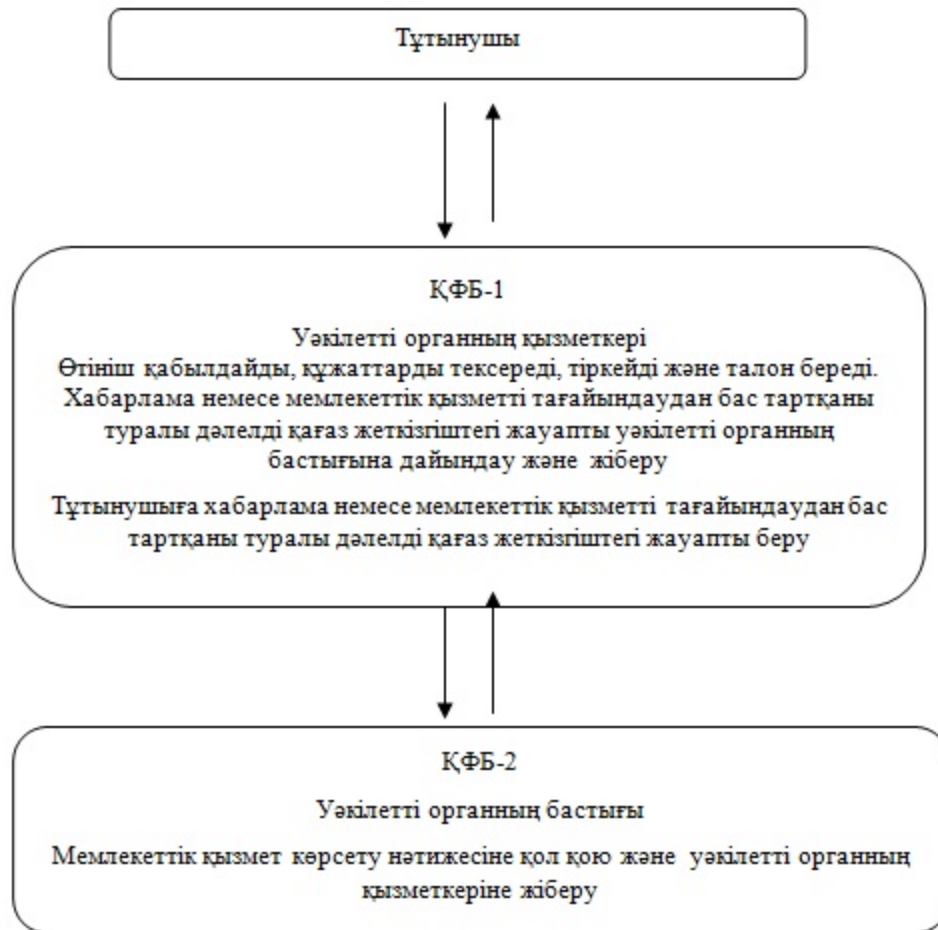 Тұтынушы
ҚФБ-1
Уәкілетті органның қызметкері
Өтініш қабылдайды, құжаттарды тексереді, тіркейді және талон береді.
Хабарлама немесе мемлекеттік қызметті тағайындаудан бас тартқаны
туралы дәлелді қағаз жеткізгіштегі жауапты уәкілетті органның
бастығына дайындау және жіберу
Тұтынушыға хабарлама немесе мемлекеттік қызметті тағайындаудан бас
тартқаны туралы дәлелді қағаз жеткізгіштегі жауапты беру
ҚФБ-2
Уәкілетті органның бастығы
Мемлекеттік қызмет көрсету нәтижесіне қол қою және уәкілетті органның
қызметкеріне жіберу